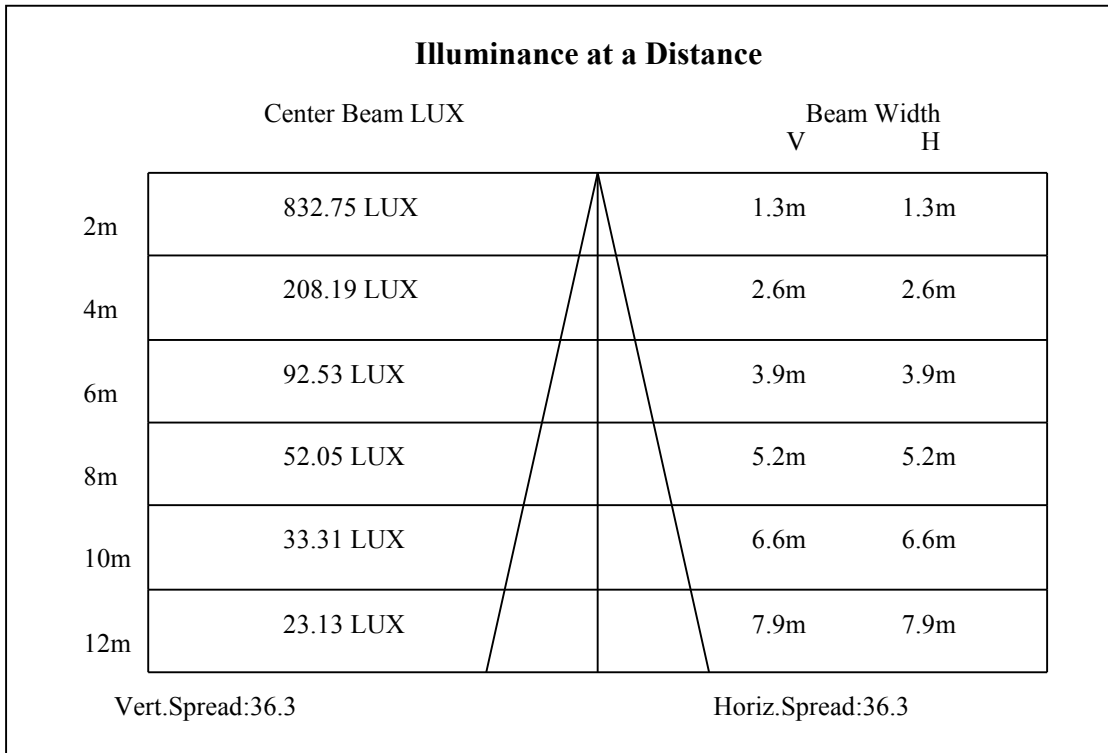 Illuminance at a Distance
Center Beam LUX Beam Width
V H
2m 832.75 LUX 1.3m 1.3m
4m 208.19 LUX 2.6m 2.6m
6m 92.53 LUX 3.9m 3.9m
8m 52.05 LUX 5.2m 5.2m
10m 33.31 LUX 6.6m 6.6m
12m 23.13 LUX 7.9m 7.9m
Vert.Spread:36.3 Horiz.Spread:36.3